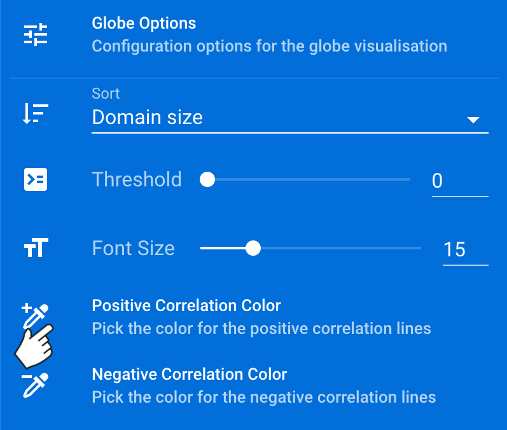 Globe Options
Configuration options for the globe visualisation
Sort
Domain size
Threshold 0
Font Size 15
Positive Correlation Color
Pick the color for the positive correlation lines
Negative Correlation Color
Pick the color for the negative correlation lines